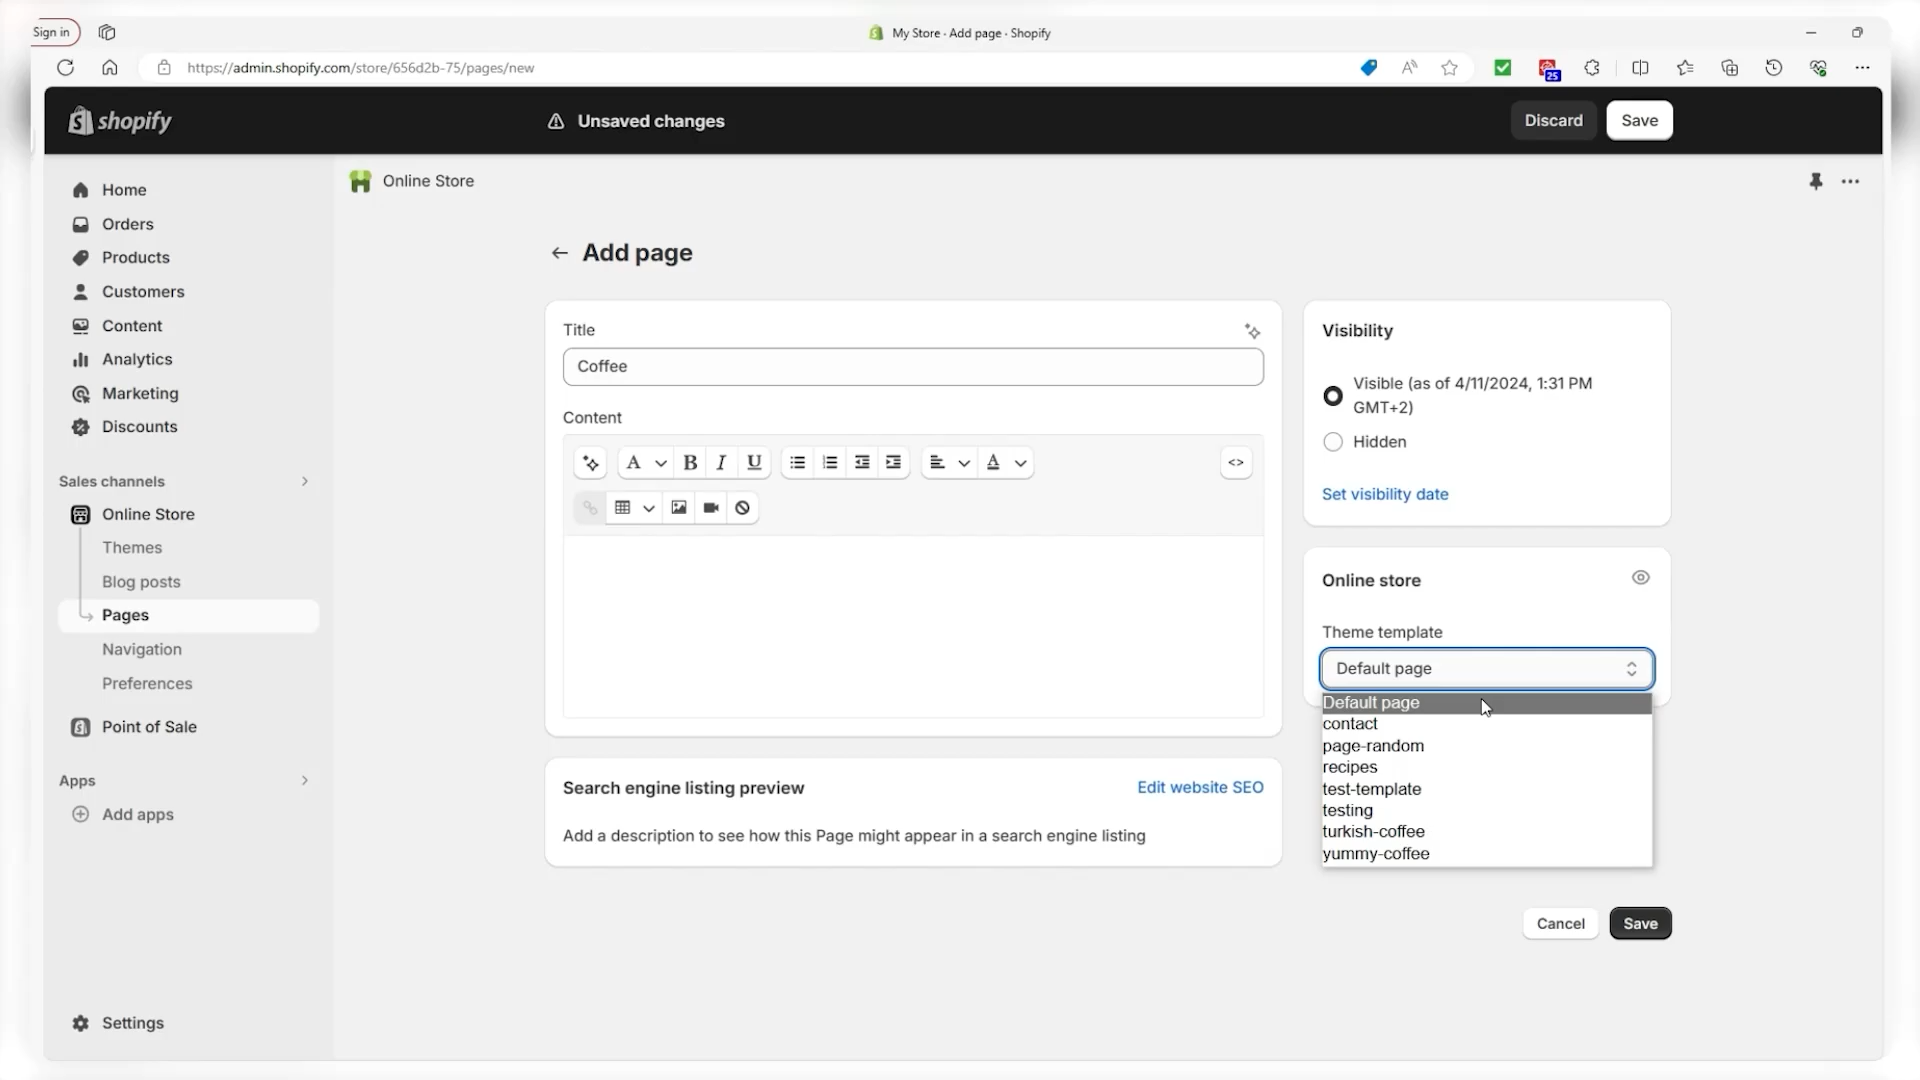 Sign in
My Store · Add page · Shopify
https://admin.shopify.com/store/656d2b-75/pages/new
25
shopify
Unsaved changes
Discard
Save
Home
Orders
Products
Customers
Content
Analytics
Marketing
Discounts
Sales channels
Online Store
Themes
Blog posts
Pages
Navigation
Preferences
Point of Sale
Apps
Add apps
Settings
Online Store
Add page
Title
Coffee
Content
A B I U A <>
Search engine listing preview
Edit website SEO
Add a description to see how this Page might appear in a search engine listing
Visibility
Visible (as of 4/11/2024, 1:31 PM
GMT+2)
Hidden
Set visibility date
Online store
Theme template
Default page
Default page
contact
page-random
recipes
test-template
testing
turkish-coffee
yummy-coffee
Cancel
Save